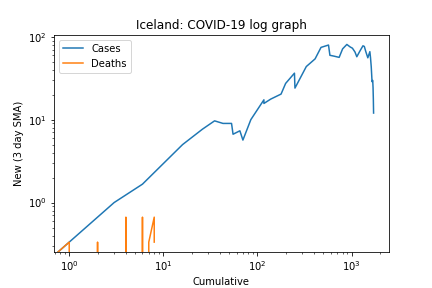 Iceland: COVID-19 log graph
Cases
Deaths
New (3 day SMA)
10²
10¹
10⁰
10⁰ 10¹ 10² 10³
Cumulative